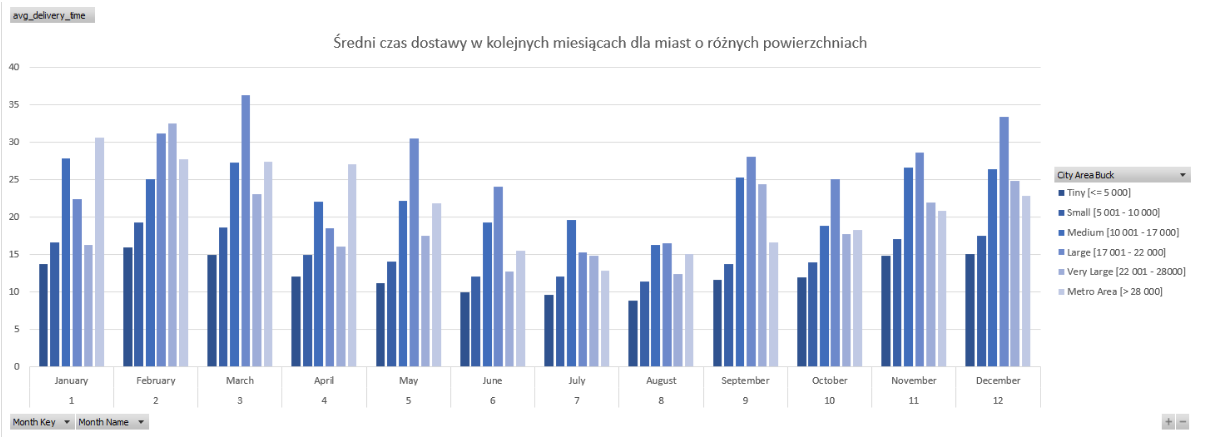 avg_delivery_time
Średni czas dostawy w kolejnych miesiącach dla miast o różnych powierzchniach
40
35
30
25
20
15
10
5
0
January February March April May June July August September October November December
1 2 3 4 5 6 7 8 9 10 11 12
City Area Buck
Tiny [<= 5 000]
Small [5 001 - 10 000]
Medium [10 001 - 17 000]
Large [17 001 - 22 000]
Very Large [22 001 - 28000]
Metro Area [> 28 000]
Month Key Month Name
+ −